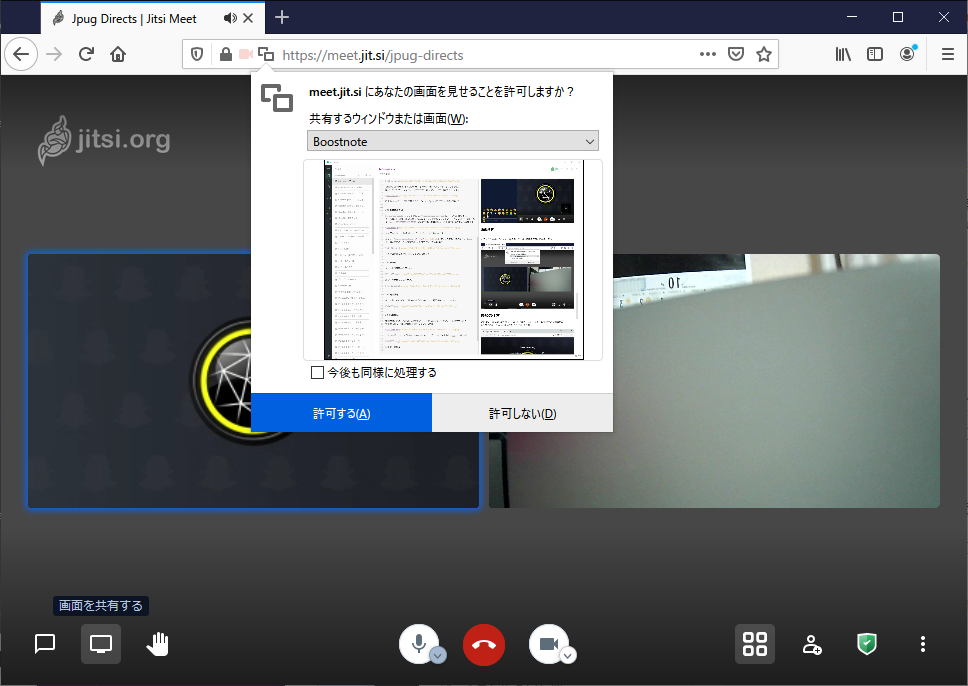 Jpug Directs | Jitsi Meet
https://meet.jit.si/jpug-directs
meet.jit.si にあなたの画面を見せることを許可しますか？
共有するウィンドウまたは画面(W):
Boostnote
今後も同様に処理する
許可する(A)
許可しない(D)
jitsi.org
10
画面を共有する